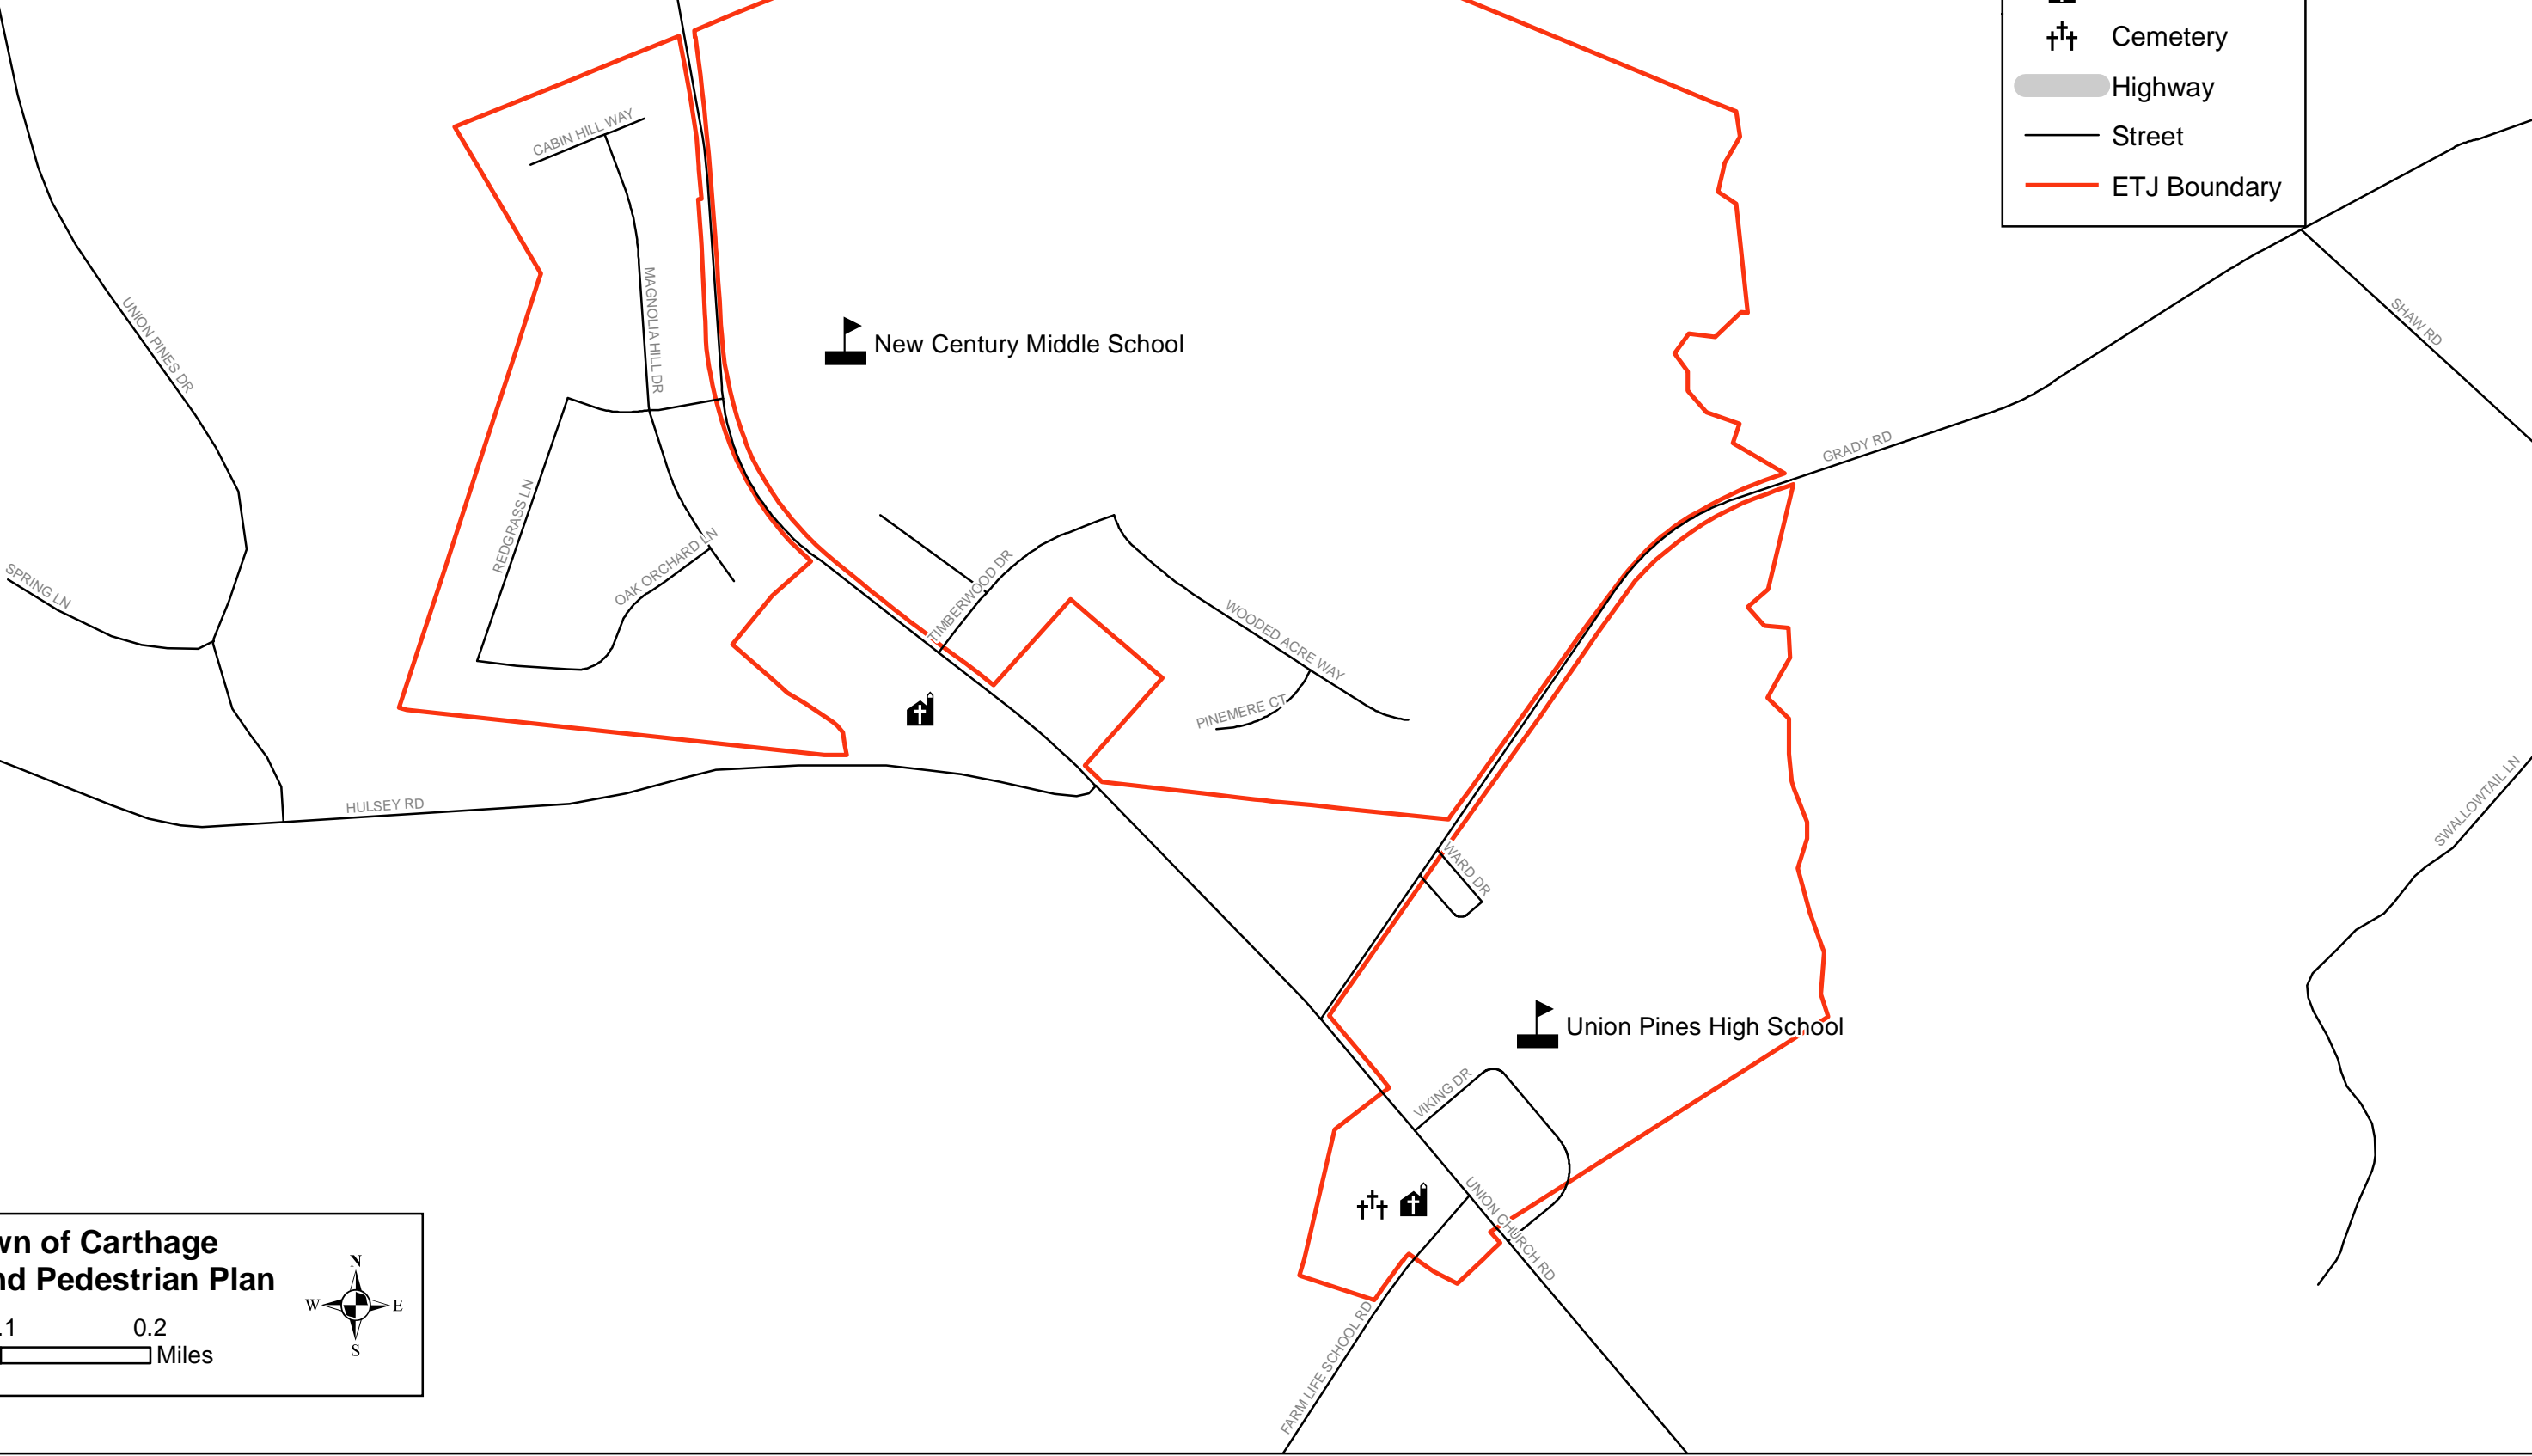 Cemetery
Highway
Street
ETJ Boundary
CABIN HILL WAY
MAGNOLIA HILL DR
UNION PINES DR
New Century Middle School
SHAW RD
GRADY RD
REDGRASS LN
OAK ORCHARD LN
SPRING LN
TIMBERWOOD DR
WOODED ACRE WAY
PINEMERE CT
HULSEY RD
WARD DR
SWALLOWTAIL LN
Union Pines High School
VIKING DR
UNION CHURCH RD
FARM LIFE SCHOOL RD
wn of Carthage
nd Pedestrian Plan
N
W E
S
.1 0.2
Miles